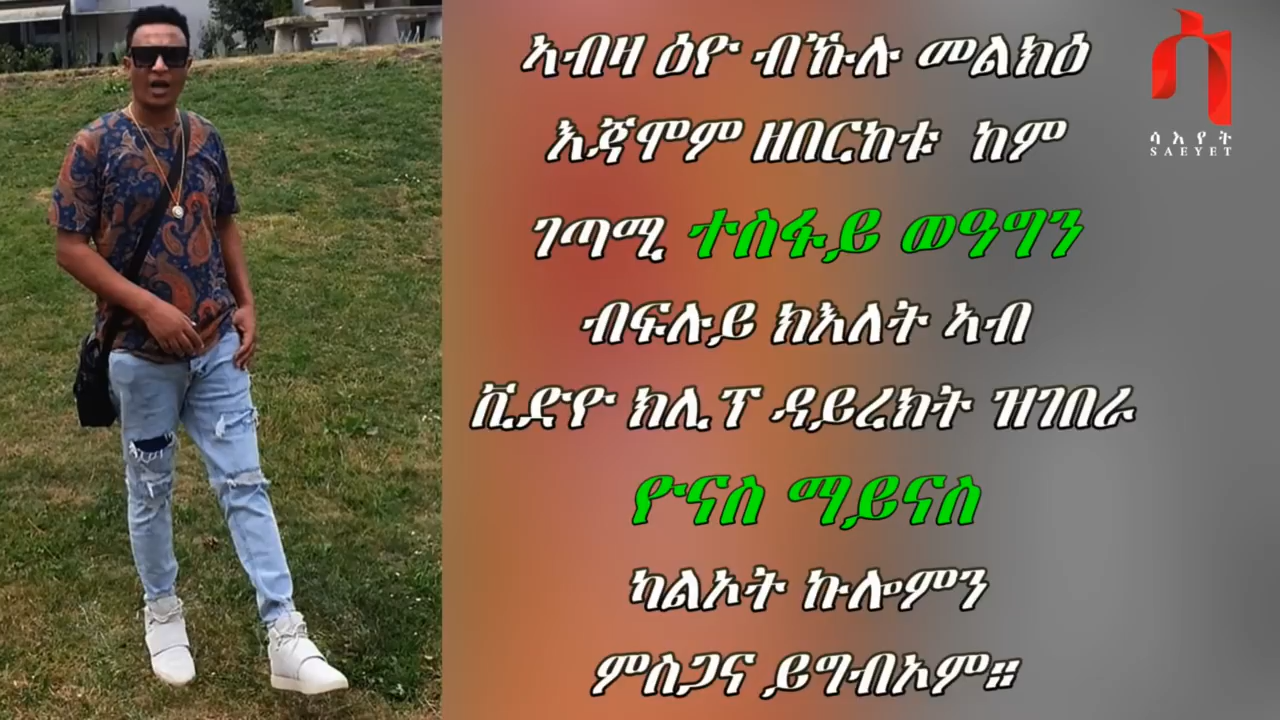 ኣብዛ ዕዮ ብኹሉ መልክዕ
እጃሞም ዘበርከቱ ከም
ገጣሚ ተስፋይ ወዓግን
ብፍሉይ ክእለት ኣብ
ቪድዮ ክሊፕ ዳይረክት ዝገበራ
ዮናስ ማይናስ
ካልኦት ኩሎምን
ምስጋና ይግብኦም።
ሳ
ሳእየት
SAEYET